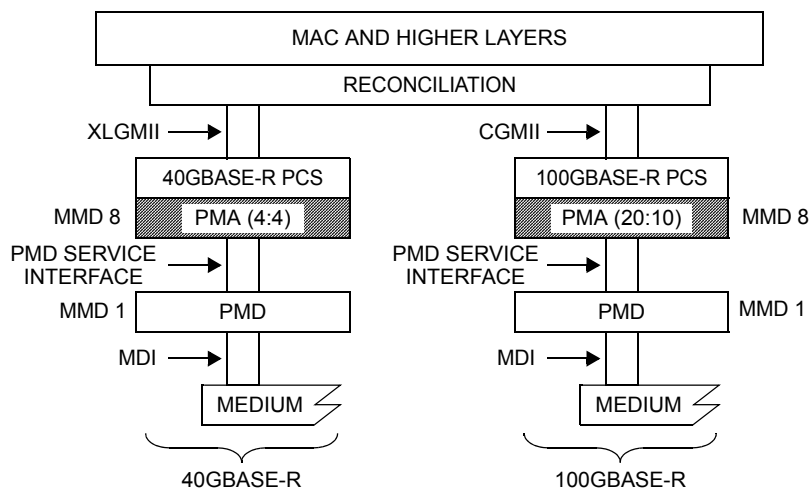 MAC AND HIGHER LAYERS
RECONCILIATION
XLGMII
CGMII
40GBASE-R PCS
100GBASE-R PCS
MMD 8
PMA (4:4)
PMA (20:10)
MMD 8
PMD SERVICE
INTERFACE
PMD SERVICE
INTERFACE
MMD 1
PMD
PMD
MMD 1
MDI
MDI
MEDIUM
MEDIUM
40GBASE-R
100GBASE-R